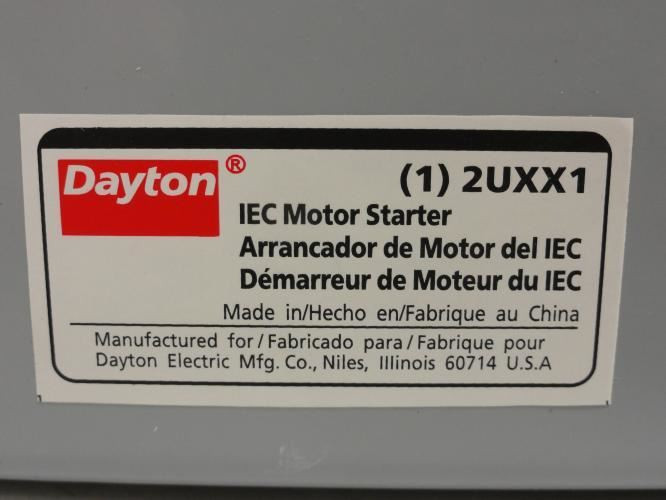 Dayton®
(1) 2UXX1
IEC Motor Starter
Arrancador de Motor del IEC
Démarreur de Moteur du IEC
Made in/Hecho en/Fabrique au China
Manufactured for/Fabricado para/Fabrique pour
Dayton Electric Mfg. Co., Niles, Illinois 60714 U.S.A